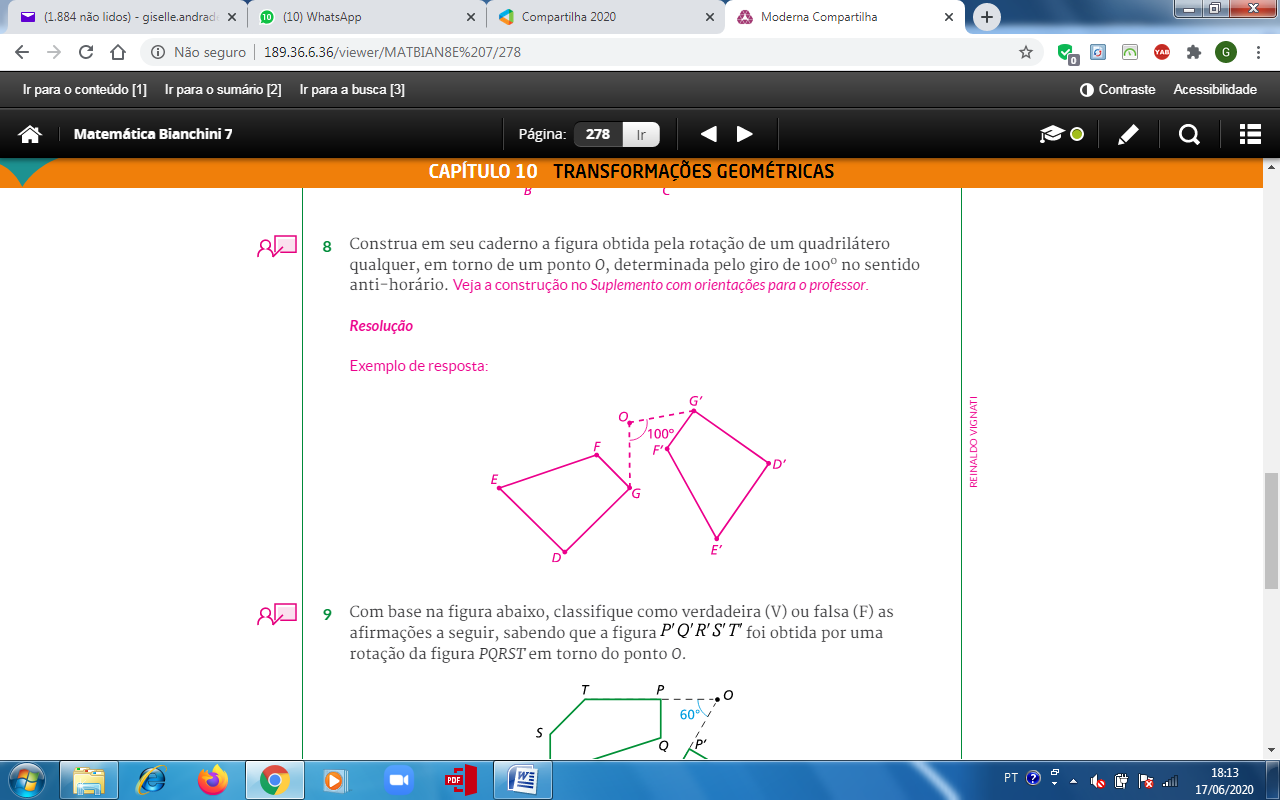 (1.884 não lidos) - giselle.andrad
(10) WhatsApp
Compartilha 2020
Moderna Compartilha
Não seguro
189.36.6.36/viewer/MATBIAN8E%207/278
0
YAB
G
Ir para o conteúdo [1]
Ir para o sumário [2]
Ir para a busca [3]
Contraste
Acessibilidade
Matemática Bianchini 7
Página:
278
Ir
CAPÍTULO 10 TRANSFORMAÇÕES GEOMÉTRICAS
B
C
8
Construa em seu caderno a figura obtida pela rotação de um quadrilátero
qualquer, em torno de um ponto O, determinada pelo giro de 100° no sentido
anti-horário. Veja a construção no Suplemento com orientações para o professor.
Resolução
Exemplo de resposta:
G'
O
100°
F
F'
D'
E
G
D
E'
REINALDO VIGNATI
9
Com base na figura abaixo, classifique como verdadeira (V) ou falsa (F) as
afirmações a seguir, sabendo que a figura P'Q'R'S'T' foi obtida por uma
rotação da figura PQRST em torno do ponto O.
T
P
O
60°
S
Q
P'
PDF
PT
18:13
17/06/2020